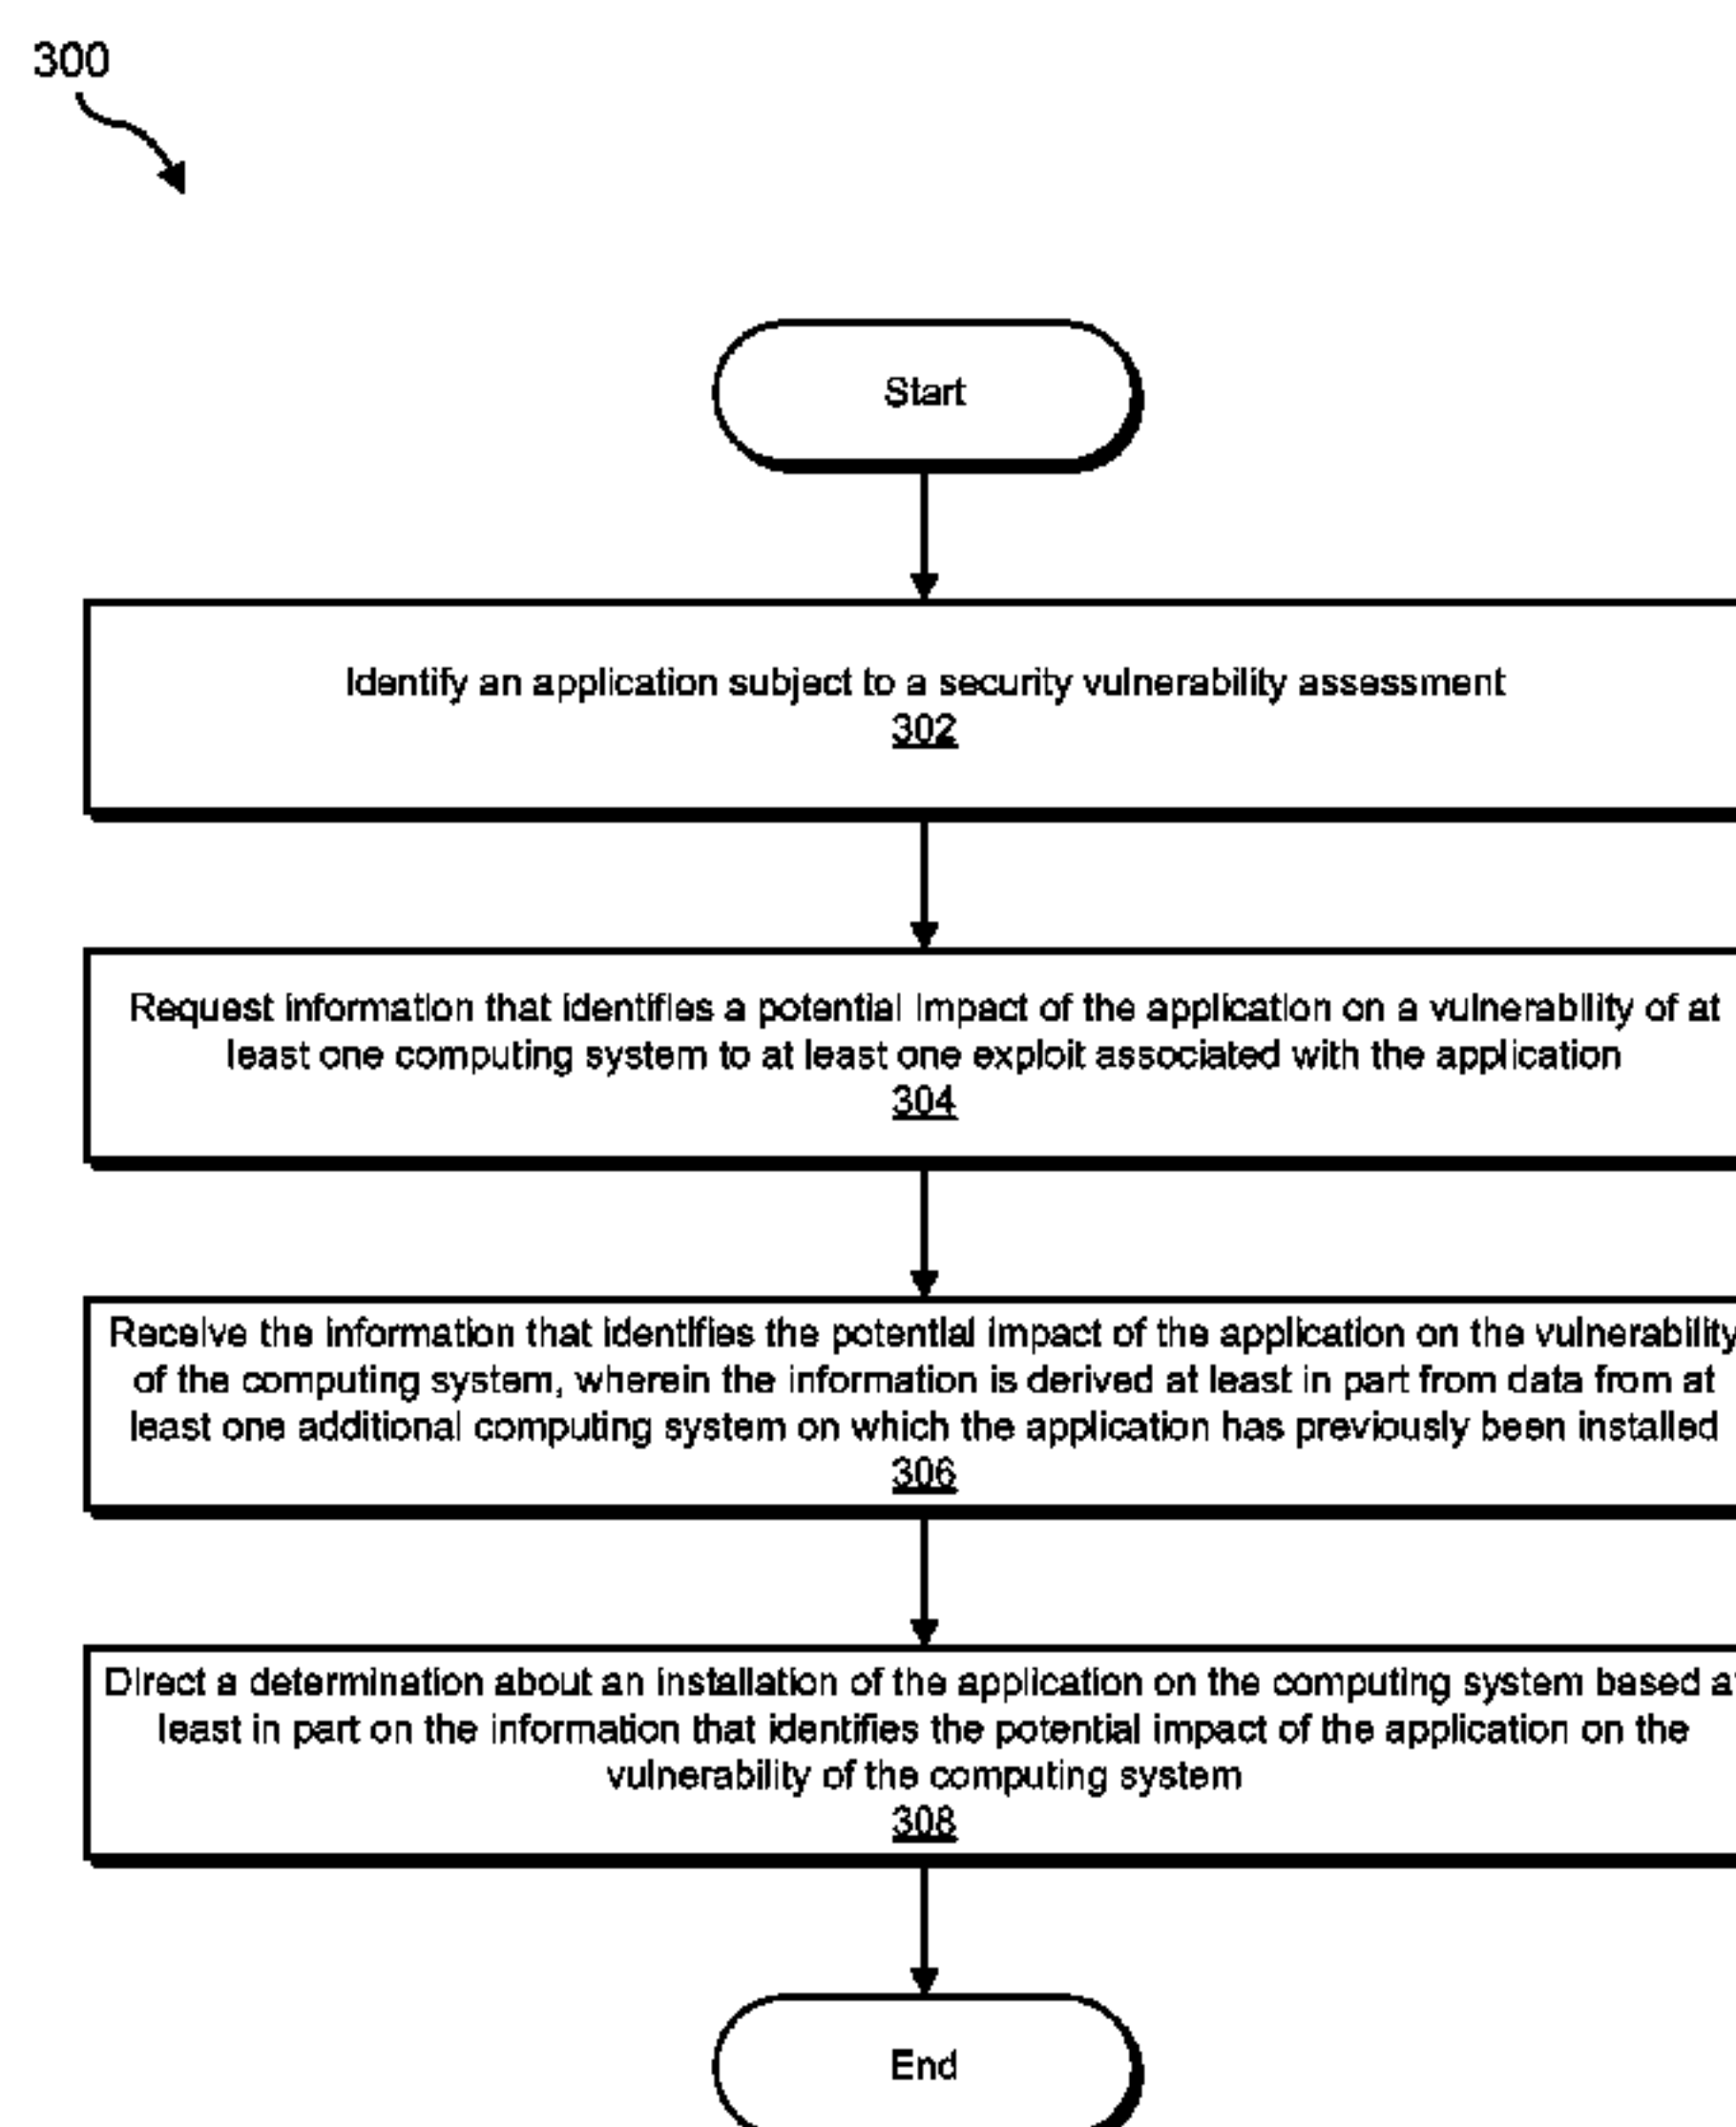 300
Start
Identify an application subject to a security vulnerability assessment
302
Request information that identifies a potential impact of the application on a vulnerability of at
least one computing system to at least one exploit associated with the application
304
Receive the information that identifies the potential impact of the application on the vulnerability
of the computing system, wherein the information is derived at least in part from data from at
least one additional computing system on which the application has previously been installed
306
Direct a determination about an installation of the application on the computing system based at
least in part on the information that identifies the potential impact of the application on the
vulnerability of the computing system
308
End